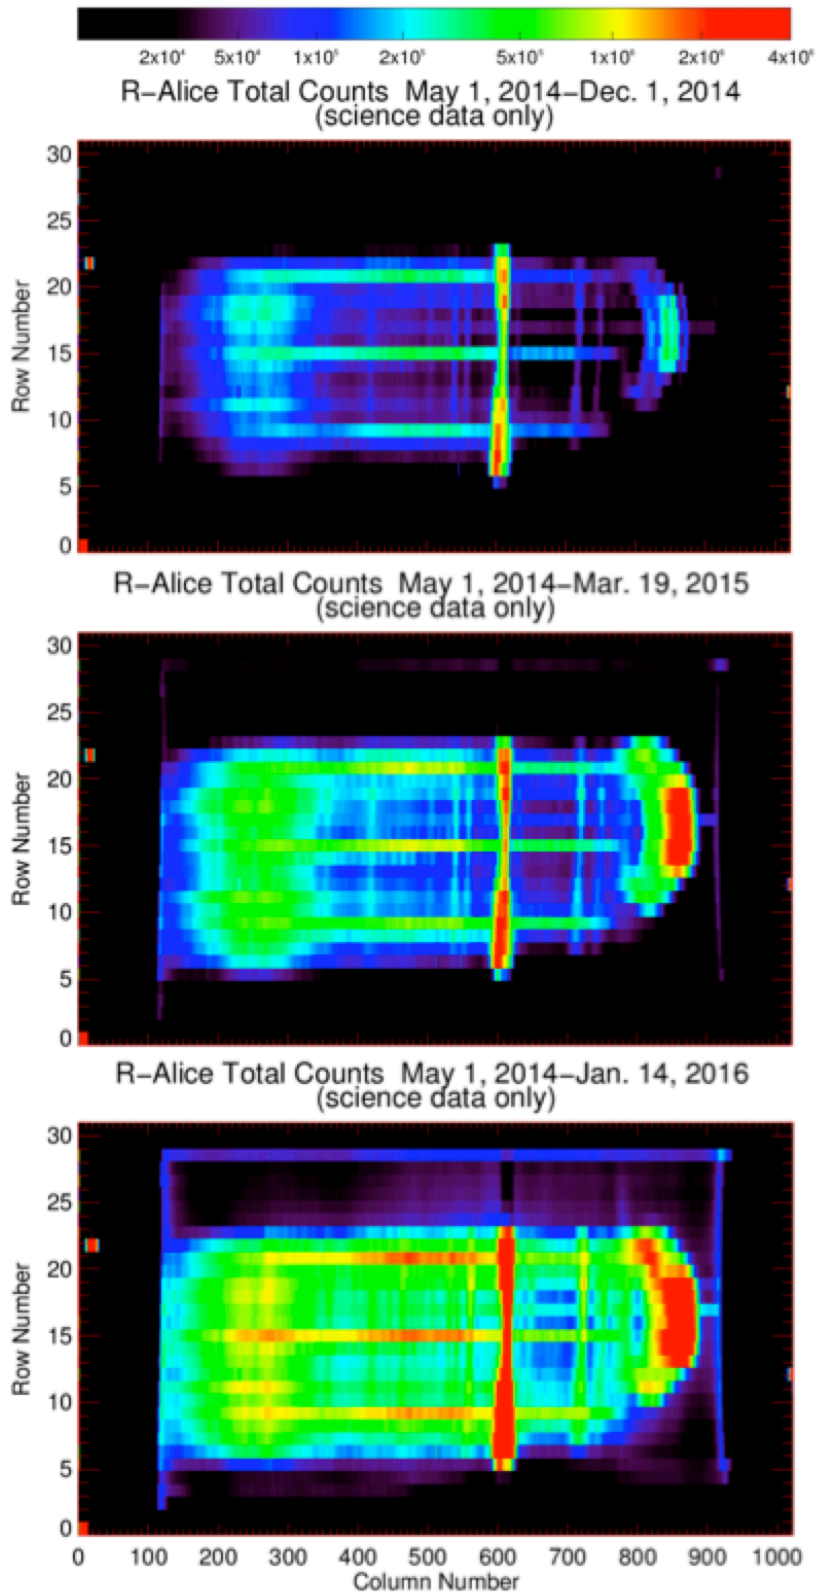 2x10⁴ 5x10⁴ 1x10⁵ 2x10⁵ 5x10⁵ 1x10⁶ 2x10⁶ 4x10⁶
R−Alice Total Counts May 1, 2014−Dec. 1, 2014
(science data only)
30
25
20
15
10
5
0
Row Number
R−Alice Total Counts May 1, 2014−Mar. 19, 2015
(science data only)
30
25
20
15
10
5
0
Row Number
R−Alice Total Counts May 1, 2014−Jan. 14, 2016
(science data only)
30
25
20
15
10
5
0
Row Number
0 100 200 300 400 500 600 700 800 900 1000
Column Number